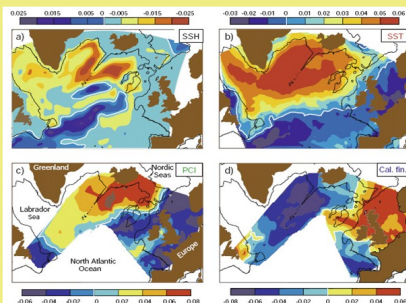 0.025 0.015 0.005 -0.005 -0.015 -0.025
-0.03 -0.02 -0.01 0 0.01 0.02 0.03 0.04 0.05 0.06
a) SSH
b) SST
c) Greenland Nordic Seas PCI
Labrador Sea
North Atlantic Ocean
Europe
d) Cal. fin.
-0.06 -0.04 -0.02 0 0.02 0.04 0.06 0.08
-0.08 -0.06 -0.04 -0.02 0 0.02 0.04